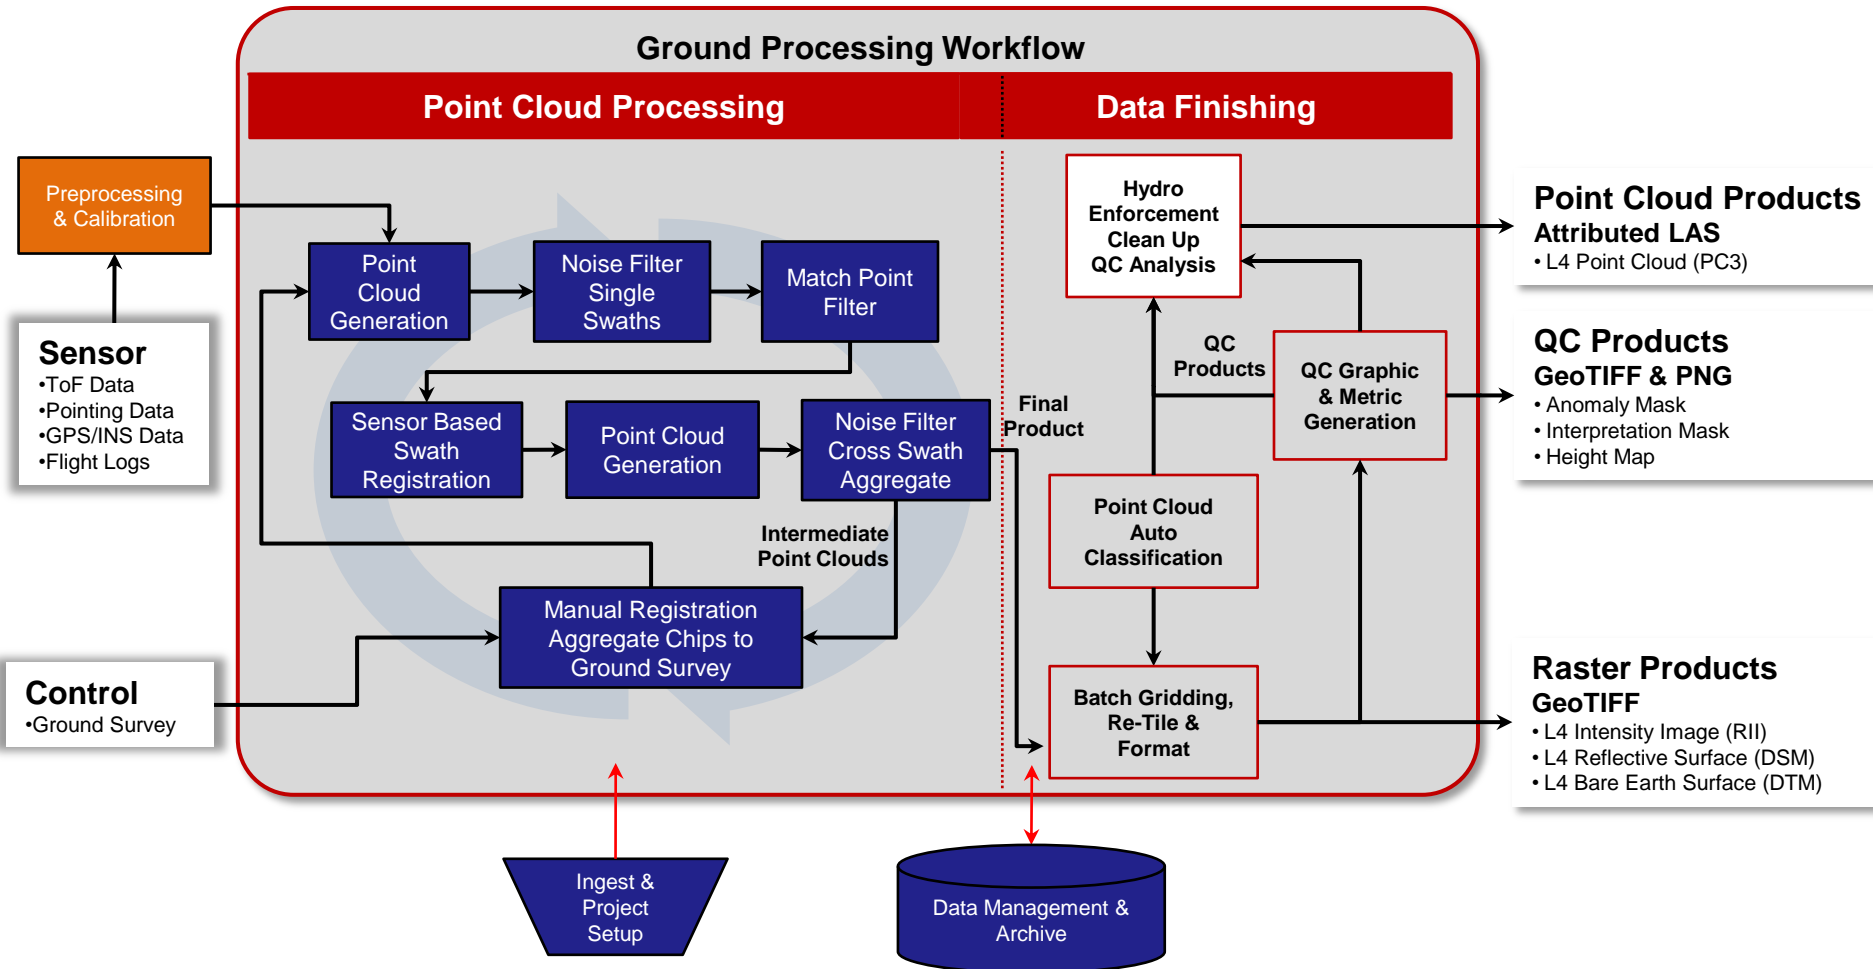 Ground Processing Workflow
Point Cloud Processing
Data Finishing
Preprocessing
& Calibration
Sensor
•ToF Data
•Pointing Data
•GPS/INS Data
•Flight Logs
Control
•Ground Survey
Point
Cloud
Generation
Noise Filter
Single
Swaths
Match Point
Filter
Sensor Based
Swath
Registration
Point Cloud
Generation
Noise Filter
Cross Swath
Aggregate
Intermediate
Point Clouds
Manual Registration
Aggregate Chips to
Ground Survey
Final
Product
Hydro
Enforcement
Clean Up
QC Analysis
QC
Products
QC Graphic
& Metric
Generation
Point Cloud
Auto
Classification
Batch Gridding,
Re-Tile &
Format
Point Cloud Products
Attributed LAS
• L4 Point Cloud (PC3)
QC Products
GeoTIFF & PNG
• Anomaly Mask
• Interpretation Mask
• Height Map
Raster Products
GeoTIFF
• L4 Intensity Image (RII)
• L4 Reflective Surface (DSM)
• L4 Bare Earth Surface (DTM)
Ingest &
Project
Setup
Data Management &
Archive